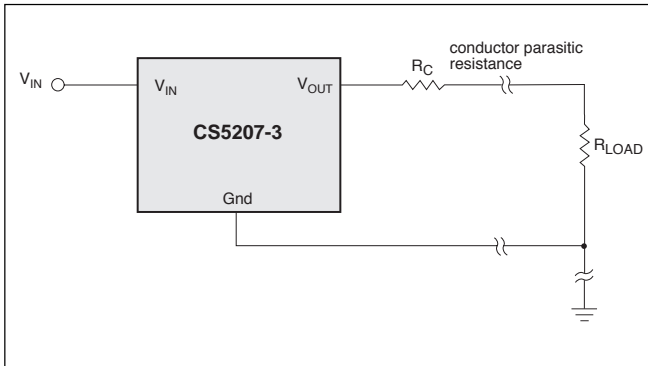 conductor parasitic
resistance
R_C
V_IN
V_IN
V_OUT
CS5207-3
R_LOAD
Gnd